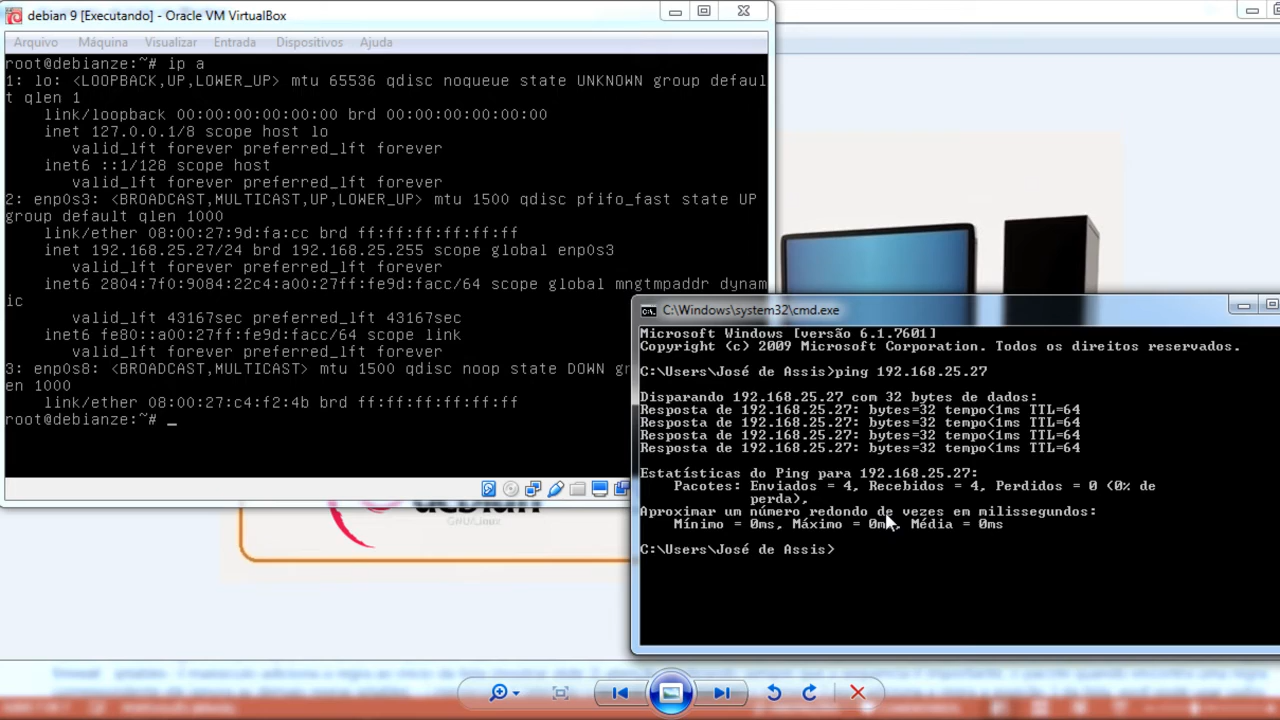 debian 9 [Executando] - Oracle VM VirtualBox
Arquivo Máquina Visualizar Entrada Dispositivos Ajuda
root@debianze:~# ip a
1: lo: <LOOPBACK,UP,LOWER_UP> mtu 65536 qdisc noqueue state UNKNOWN group defaul
t qlen 1
link/loopback 00:00:00:00:00:00 brd 00:00:00:00:00:00
inet 127.0.0.1/8 scope host lo
valid_lft forever preferred_lft forever
inet6 ::1/128 scope host
valid_lft forever preferred_lft forever
2: enp0s3: <BROADCAST,MULTICAST,UP,LOWER_UP> mtu 1500 qdisc pfifo_fast state UP
group default qlen 1000
link/ether 08:00:27:9d:fa:cc brd ff:ff:ff:ff:ff:ff
inet 192.168.25.27/24 brd 192.168.25.255 scope global enp0s3
valid_lft forever preferred_lft forever
inet6 2804:7f0:9084:22c4:a00:27ff:fe9d:facc/64 scope global mngtmpaddr dynam
ic
valid_lft 43167sec preferred_lft 43167sec
inet6 fe80::a00:27ff:fe9d:facc/64 scope link
valid_lft forever preferred_lft forever
3: enp0s8: <BROADCAST,MULTICAST> mtu 1500 qdisc noop state DOWN gr
en 1000
link/ether 08:00:27:c4:f2:4b brd ff:ff:ff:ff:ff:ff
root@debianze:~# _
C:\Windows\system32\cmd.exe
Microsoft Windows [versão 6.1.7601]
Copyright (c) 2009 Microsoft Corporation. Todos os direitos reservados.
C:\Users\José de Assis>ping 192.168.25.27
Disparando 192.168.25.27 com 32 bytes de dados:
Resposta de 192.168.25.27: bytes=32 tempo<1ms TTL=64
Resposta de 192.168.25.27: bytes=32 tempo<1ms TTL=64
Resposta de 192.168.25.27: bytes=32 tempo<1ms TTL=64
Resposta de 192.168.25.27: bytes=32 tempo<1ms TTL=64
Estatísticas do Ping para 192.168.25.27:
Pacotes: Enviados = 4, Recebidos = 4, Perdidos = 0 (0% de
perda),
Aproximar um número redondo de vezes em milissegundos:
Mínimo = 0ms, Máximo = 0ms, Média = 0ms
C:\Users\José de Assis>
debian
GNU/Linux